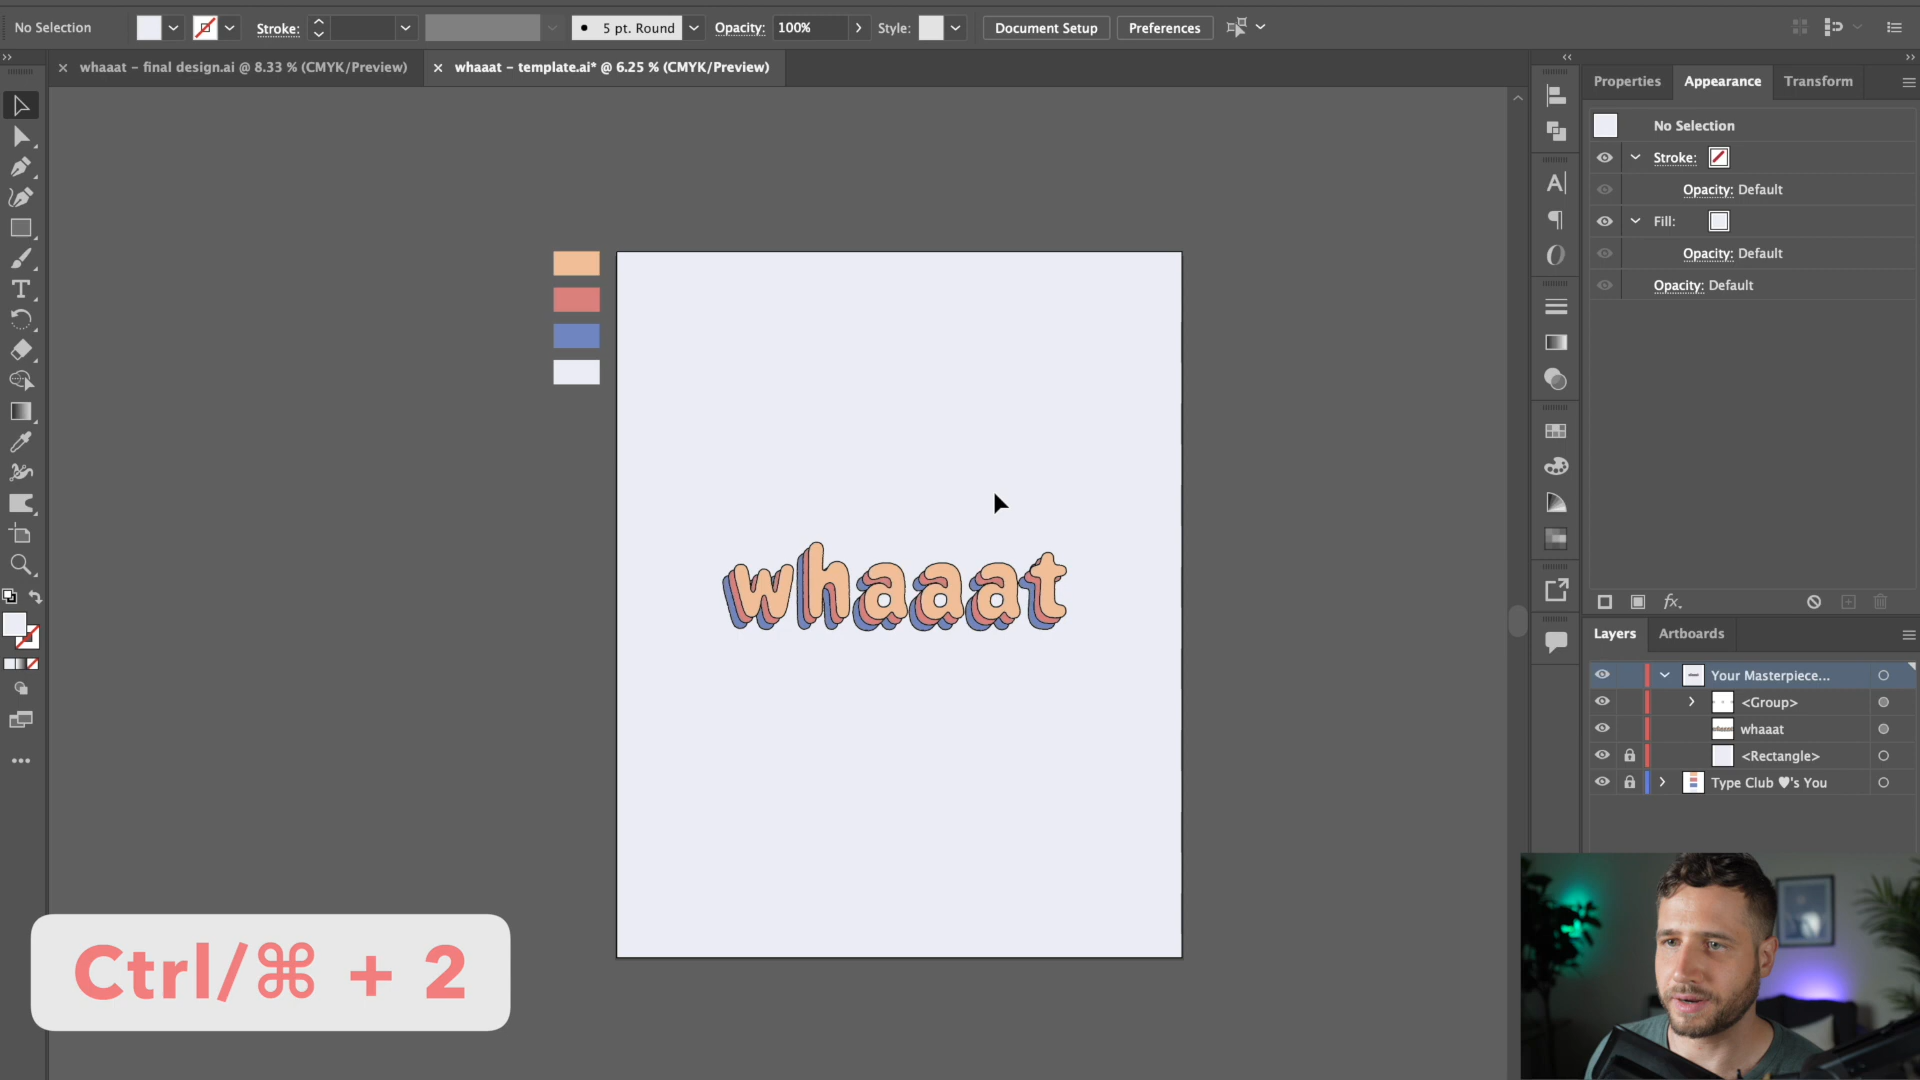 No Selection
Stroke:
5 pt. Round
Opacity: 100%
Style:
Document Setup
Preferences
whaaat – final design.ai @ 8.33 % (CMYK/Preview)
whaaat – template.ai* @ 6.25 % (CMYK/Preview)
Properties
Appearance
Transform
No Selection
Stroke:
Opacity: Default
Fill:
Opacity: Default
Opacity: Default
whaaat
fx
Layers
Artboards
Your Masterpiece...
<Group>
whaaat
<Rectangle>
Type Club ♥'s You
Ctrl/⌘ + 2